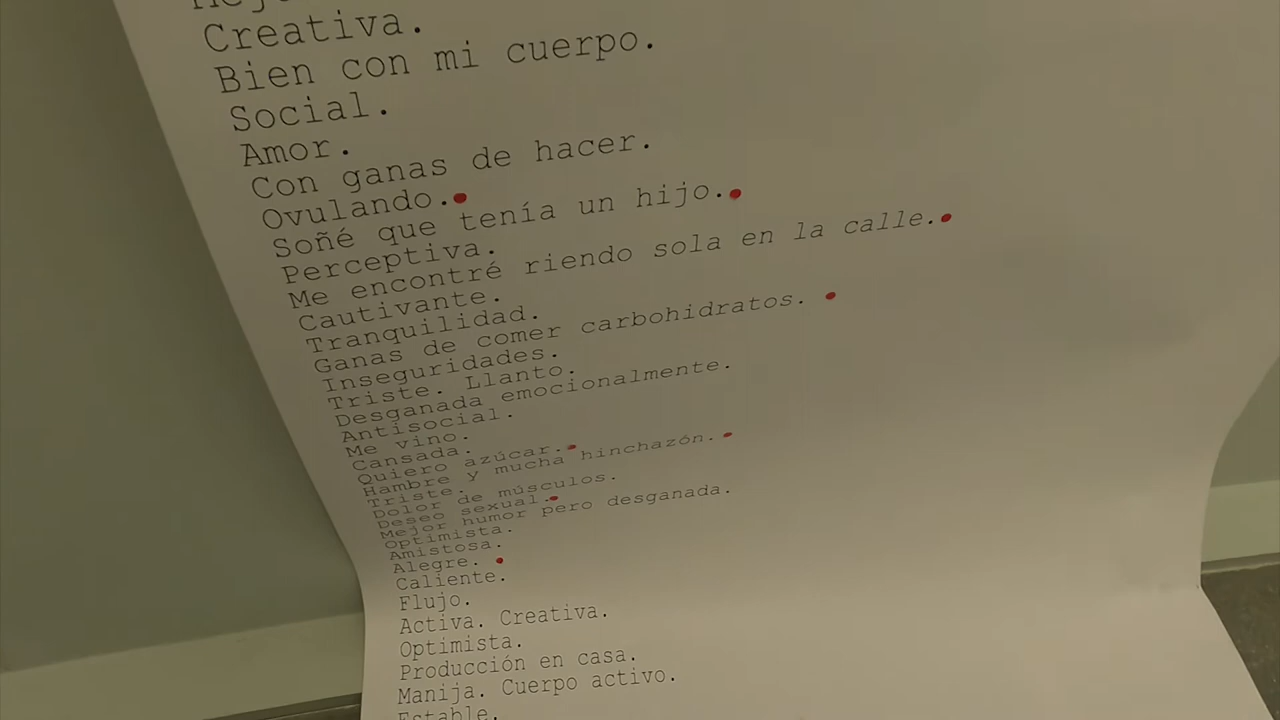 Creativa.
Bien con mi cuerpo.
Social.
Amor.
Con ganas de hacer.
Ovulando.
Soñé que tenía un hijo.
Perceptiva.
Me encontré riendo sola en la calle.
Cautivante.
Tranquilidad.
Ganas de comer carbohidratos.
Inseguridades.
Triste. Llanto.
Desganada emocionalmente.
Antisocial.
Me vino.
Cansada.
Quiero azúcar.
Hambre y mucha hinchazón.
Triste.
Dolor de músculos.
Deseo sexual.
Mejor humor pero desganada.
Optimista.
Amistosa.
Alegre.
Caliente.
Flujo.
Activa. Creativa.
Optimista.
Producción en casa.
Manija. Cuerpo activo.
Estable.